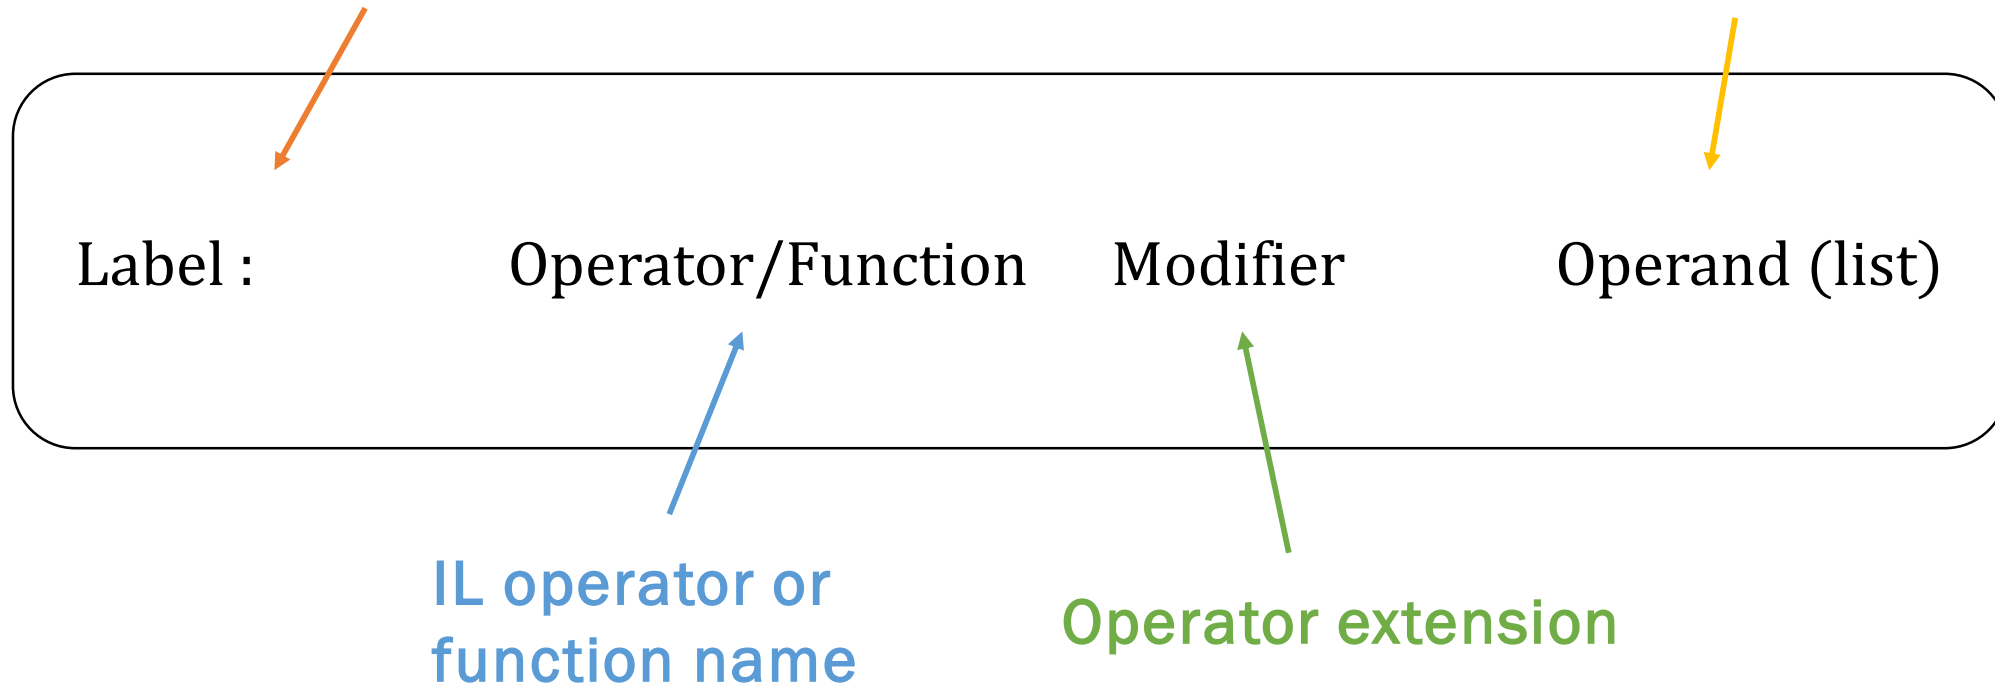 Label : Operator/Function Modifier Operand (list)
IL operator or
function name
Operator extension